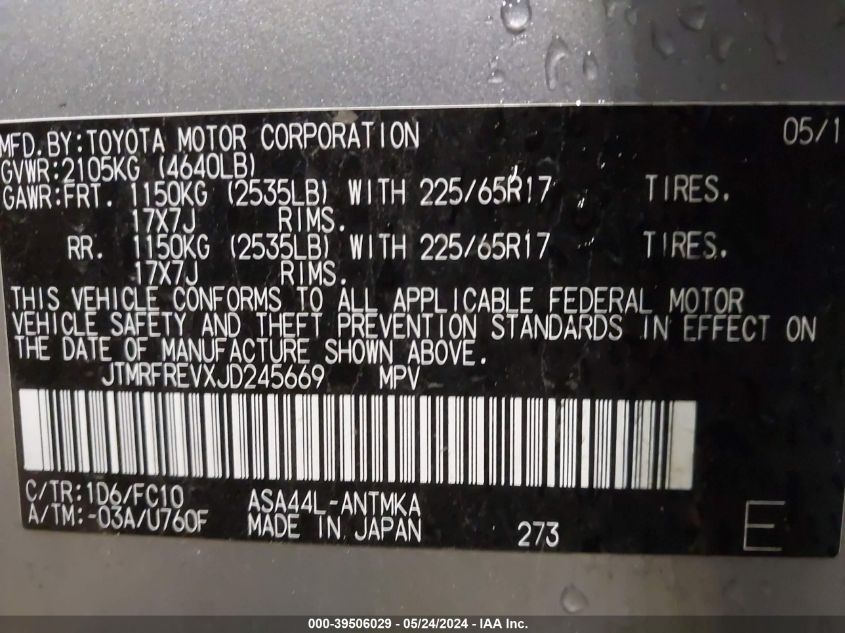 MFD.BY:TOYOTA MOTOR CORPORATION 05/1
GVWR:2105KG (4640LB)
GAWR:FRT. 1150KG (2535LB) WITH 225/65R17 TIRES.
17X7J RIMS.
RR. 1150KG (2535LB) WITH 225/65R17 TIRES.
17X7J RIMS.
THIS VEHICLE CONFORMS TO ALL APPLICABLE FEDERAL MOTOR
VEHICLE SAFETY AND THEFT PREVENTION STANDARDS IN EFFECT ON
THE DATE OF MANUFACTURE SHOWN ABOVE.
JTMRFREVXJD245669 MPV
C/TR:1D6/FC10 ASA44L-ANTMKA
A/TM:-03A/U760F MADE IN JAPAN 273 E
000-39506029 - 05/24/2024 - IAA Inc.